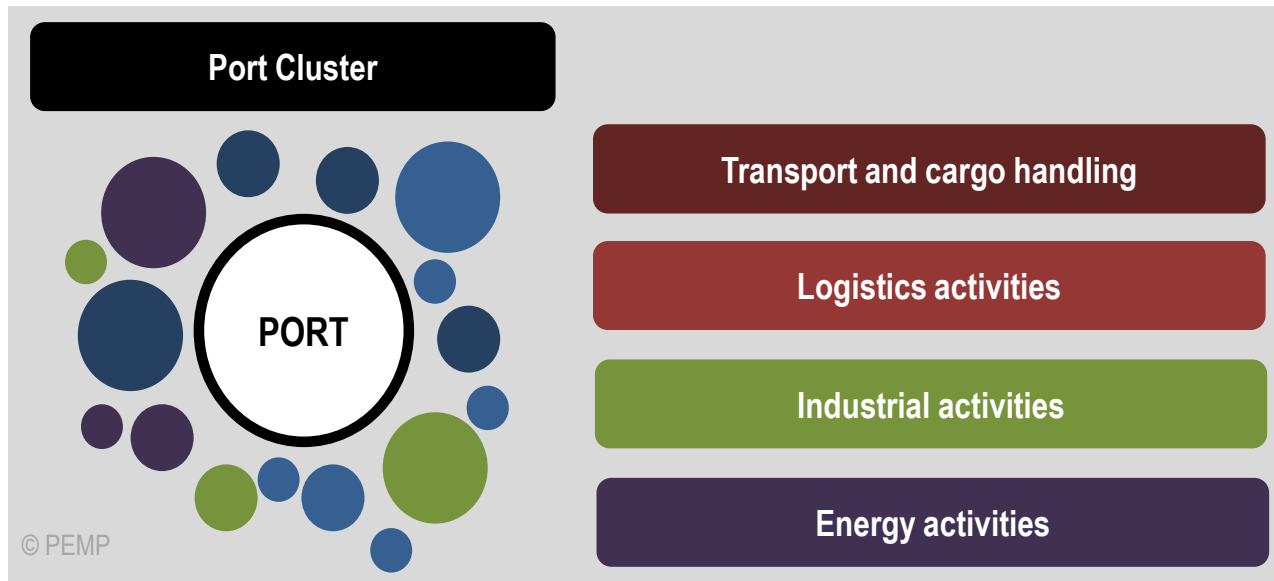 Port Cluster
PORT
Transport and cargo handling
Logistics activities
Industrial activities
Energy activities
© PEMP